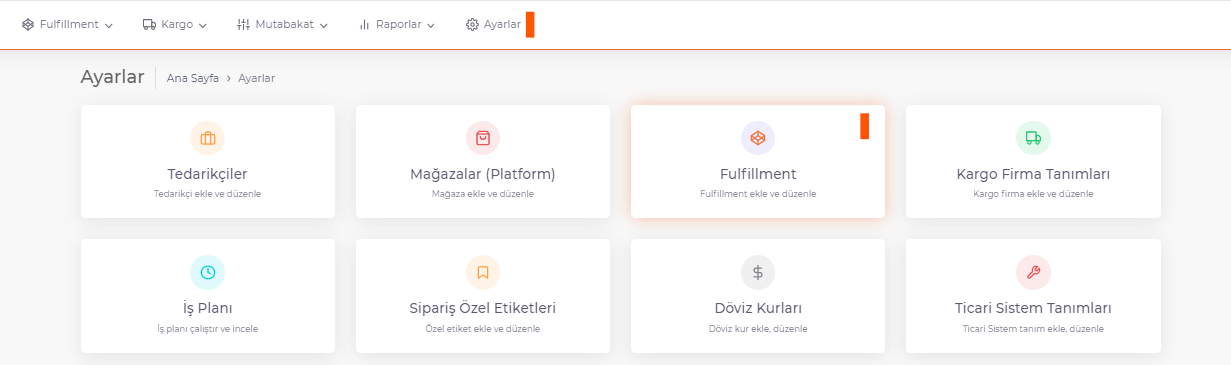 Fulfillment Kargo Mutabakat Raporlar Ayarlar
Ayarlar Ana Sayfa > Ayarlar
Tedarikçiler
Tedarikçi ekle ve düzenle
Mağazalar (Platform)
Mağaza ekle ve düzenle
Fulfillment
Fulfillment ekle ve düzenle
Kargo Firma Tanımları
Kargo firma ekle ve düzenle
İş Planı
İş planı çalıştır ve incele
Sipariş Özel Etiketleri
Özel etiket ekle ve düzenle
Döviz Kurları
Döviz kur ekle, düzenle
Ticari Sistem Tanımları
Ticari Sistem tanım ekle, düzenle